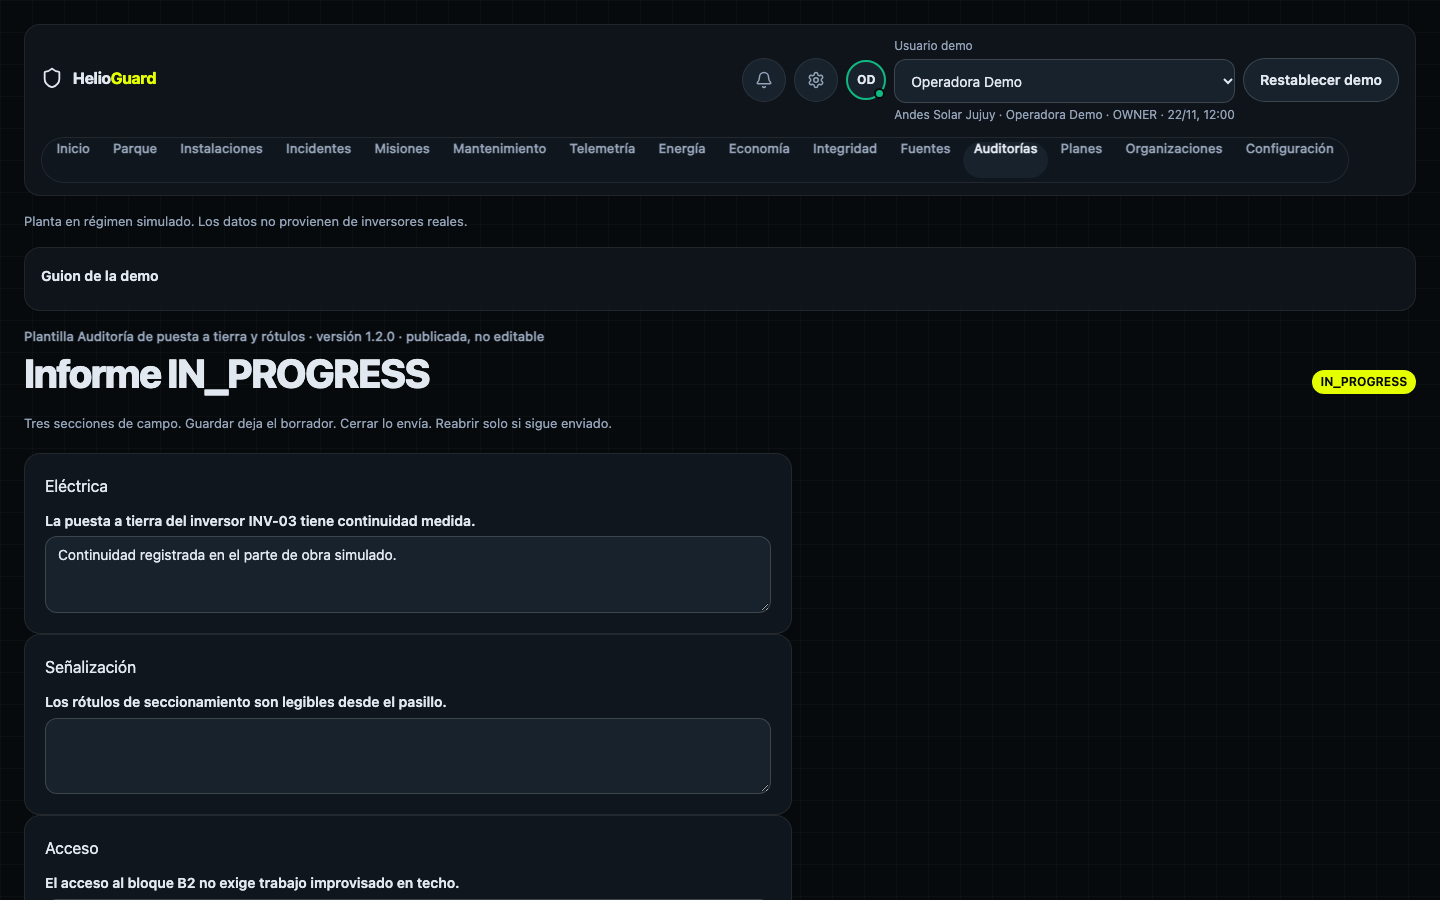 HelioGuard
OD
Usuario demo
Operadora Demo
Restablecer demo
Andes Solar Jujuy · Operadora Demo · OWNER · 22/11, 12:00
Inicio Parque Instalaciones Incidentes Misiones Mantenimiento Telemetría Energía Economía Integridad Fuentes Auditorías Planes Organizaciones Configuración
Planta en régimen simulado. Los datos no provienen de inversores reales.
Guion de la demo
Plantilla Auditoría de puesta a tierra y rótulos · versión 1.2.0 · publicada, no editable
Informe IN_PROGRESS
IN_PROGRESS
Tres secciones de campo. Guardar deja el borrador. Cerrar lo envía. Reabrir solo si sigue enviado.
Eléctrica
La puesta a tierra del inversor INV-03 tiene continuidad medida.
Continuidad registrada en el parte de obra simulado.
Señalización
Los rótulos de seccionamiento son legibles desde el pasillo.
Acceso
El acceso al bloque B2 no exige trabajo improvisado en techo.